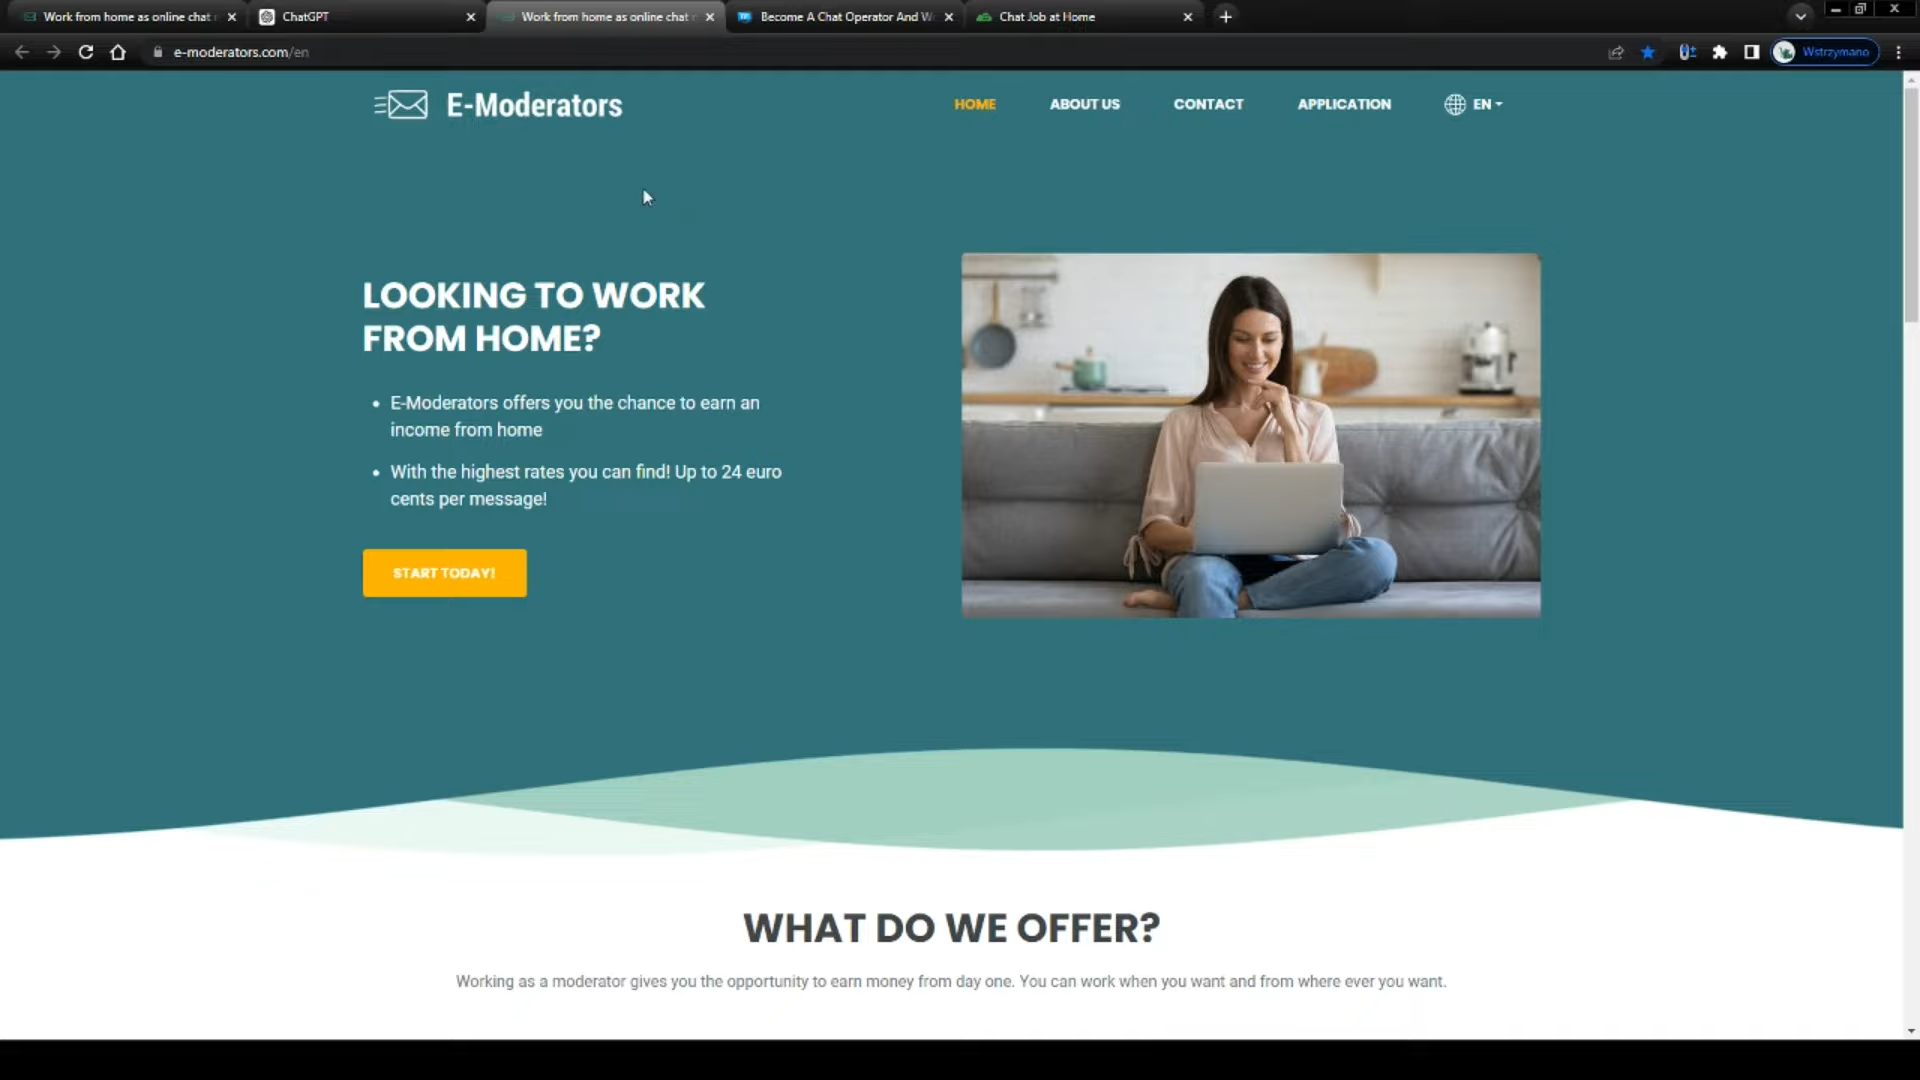 Work from home as online chat
ChatGPT
Work from home as online chat
Become A Chat Operator And W
Chat Job at Home
e-moderators.com/en
Wstrzymano
E-Moderators
HOME
ABOUT US
CONTACT
APPLICATION
EN
LOOKING TO WORK
FROM HOME?
• E-Moderators offers you the chance to earn an
income from home
• With the highest rates you can find! Up to 24 euro
cents per message!
START TODAY!
WHAT DO WE OFFER?
Working as a moderator gives you the opportunity to earn money from day one. You can work when you want and from where ever you want.